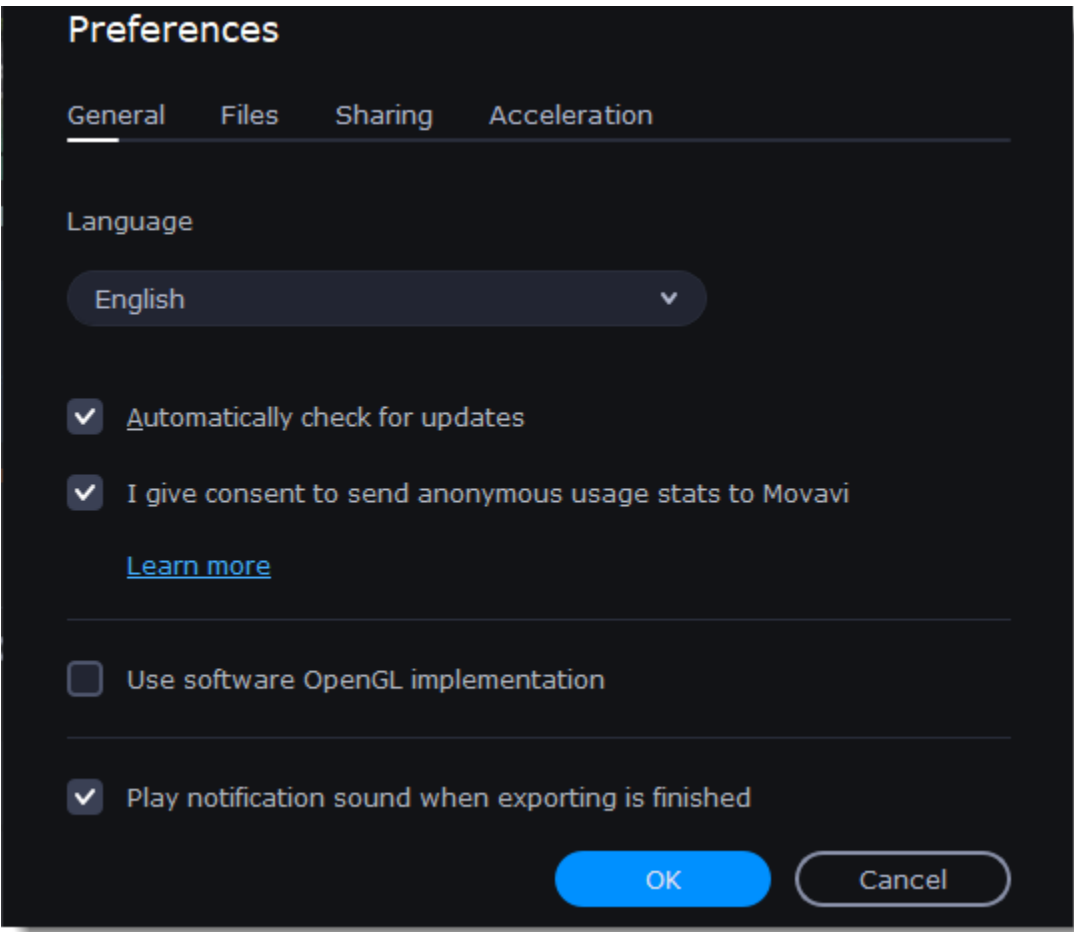 Preferences
General Files Sharing Acceleration
Language
English
Automatically check for updates
I give consent to send anonymous usage stats to Movavi
Learn more
Use software OpenGL implementation
Play notification sound when exporting is finished
OK Cancel